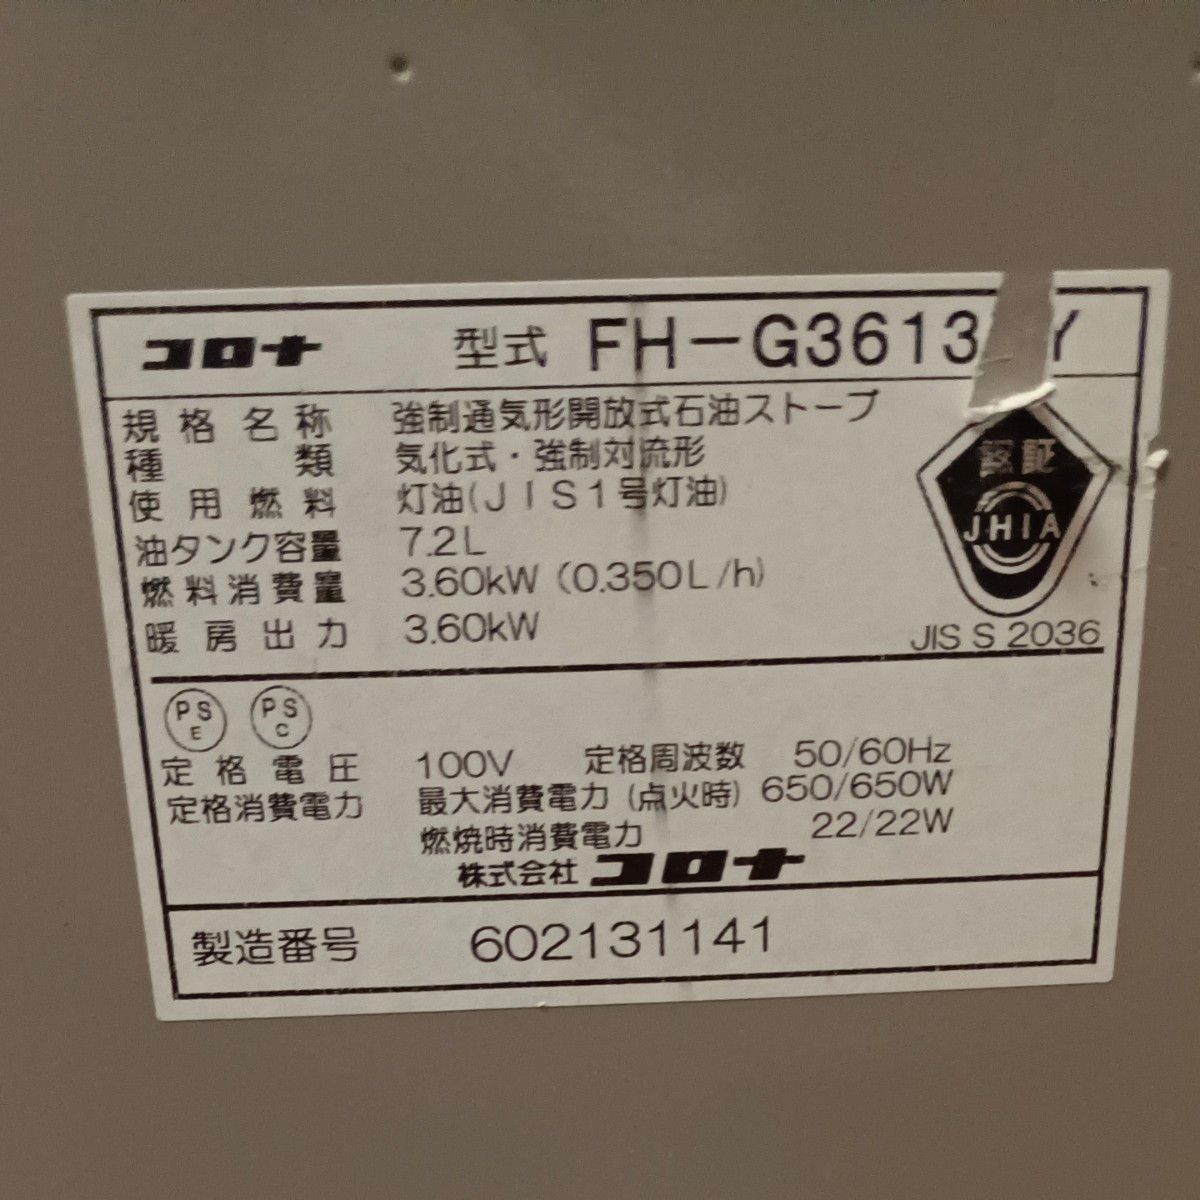 コロナ 型式 FH-G3613 Y
規格名称 強制通気形開放式石油ストーブ
種類 気化式・強制対流形
使用燃料 灯油(JIS1号灯油)
油タンク容量 7.2L
燃料消費量 3.60kW (0.350L/h)
暖房出力 3.60kW
認証
JHIA
JIS S 2036
PS E PS C
定格電圧 100V 定格周波数 50/60Hz
定格消費電力 最大消費電力 (点火時) 650/650W
燃焼時消費電力 22/22W
株式会社 コロナ
製造番号 602131141